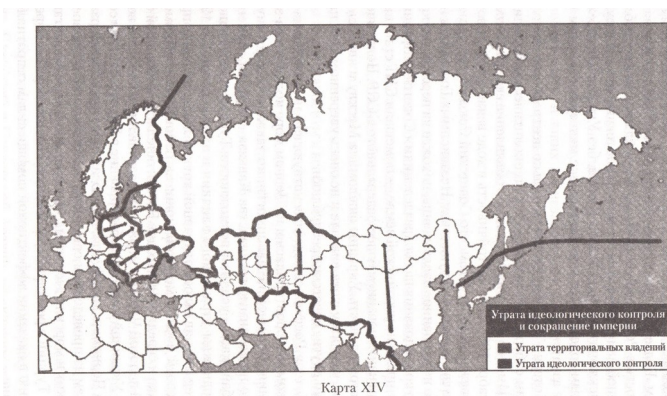 Утрата идеологического контроля
и сокращение империи
Утрата территориальных владений
Утрата идеологического контроля
Карта XIV